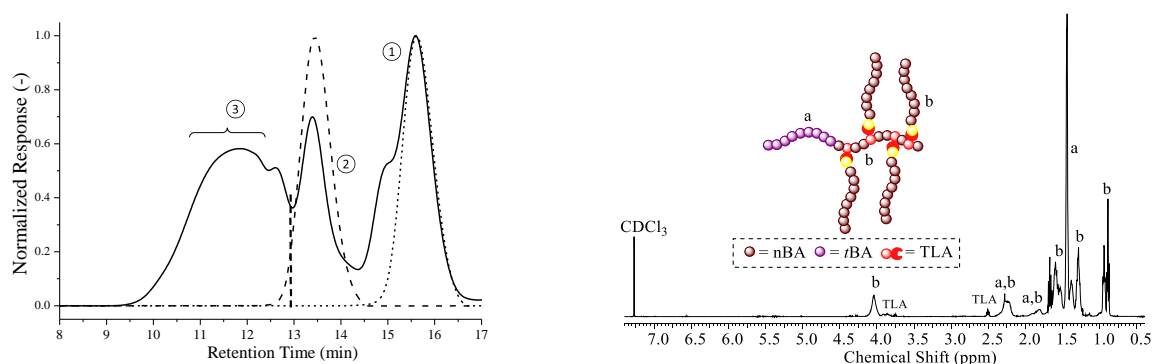 1.0
0.8
0.6
0.4
0.2
0.0
Normalized Response (-)
①
③
②
8 9 10 11 12 13 14 15 16 17
Retention Time (min)
a
b
b
= nBA = tBA = TLA
CDCl3
b
TLA
TLA
a,b
a,b
b
a
b
b
7.0 6.5 6.0 5.5 5.0 4.5 4.0 3.5 3.0 2.5 2.0 1.5 1.0 0.5
Chemical Shift (ppm)